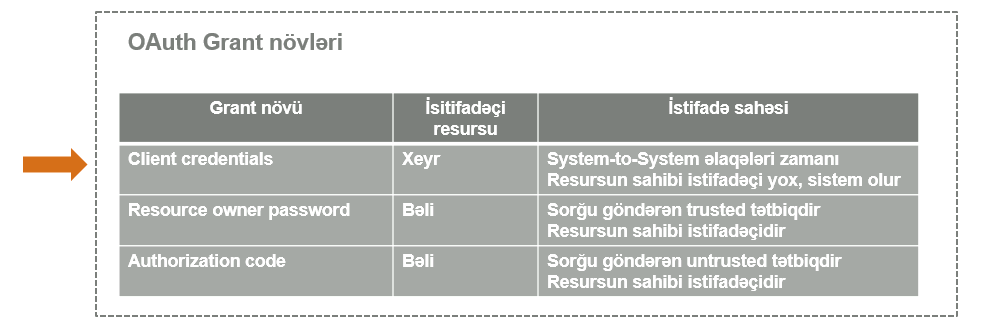 OAuth Grant növləri
Grant növü
İsitifadəçi
resursu
İstifadə sahəsi
Client credentials
Xeyr
System-to-System əlaqələri zamanı
Resursun sahibi istifadəçi yox, sistem olur
Resource owner password
Bəli
Sorğu göndərən trusted tətbiqdir
Resursun sahibi istifadəçidir
Authorization code
Bəli
Sorğu göndərən untrusted tətbiqdir
Resursun sahibi istifadəçidir